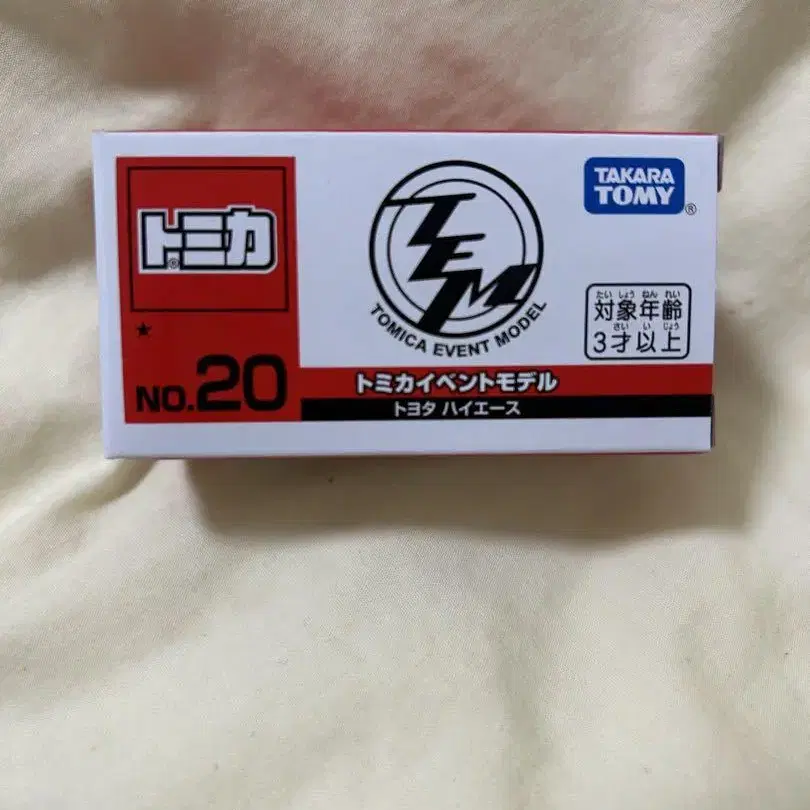 トミカ®
★
NO.20
TEM
TOMICA EVENT MODEL
TAKARA
TOMY®
たいしょうねんれい
対象年齢
さいいじょう
3才以上
トミカイベントモデル
トヨタ ハイエース